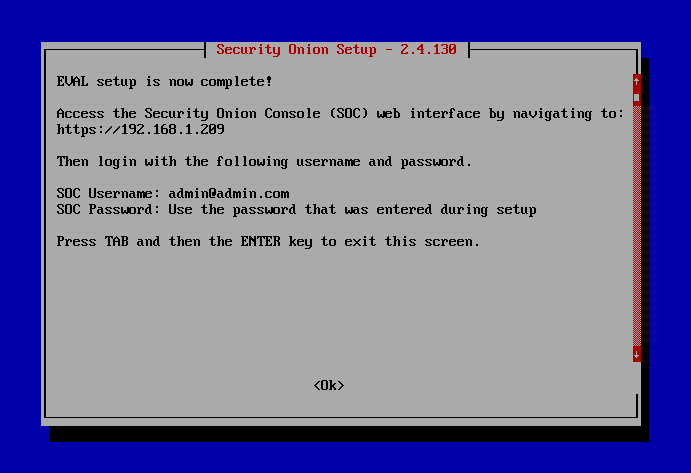 Security Onion Setup - 2.4.130
EVAL setup is now complete!
Access the Security Onion Console (SOC) web interface by navigating to:
https://192.168.1.209
Then login with the following username and password.
SOC Username: admin@admin.com
SOC Password: Use the password that was entered during setup
Press TAB and then the ENTER key to exit this screen.
<Ok>